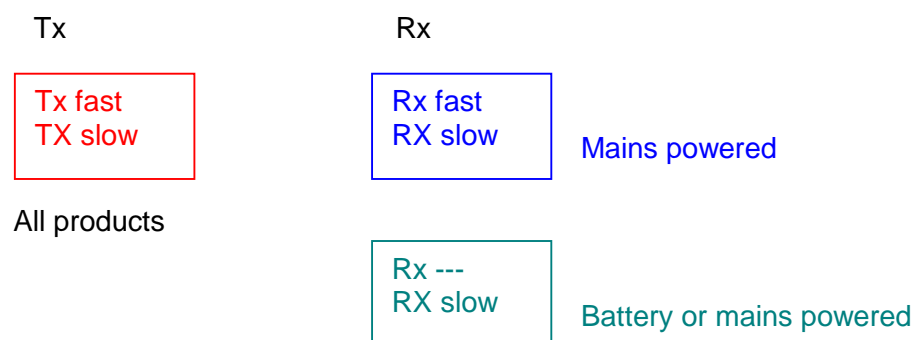 Tx
Rx
Tx fast
TX slow
Rx fast
RX slow
Mains powered
All products
Rx ---
RX slow
Battery or mains powered